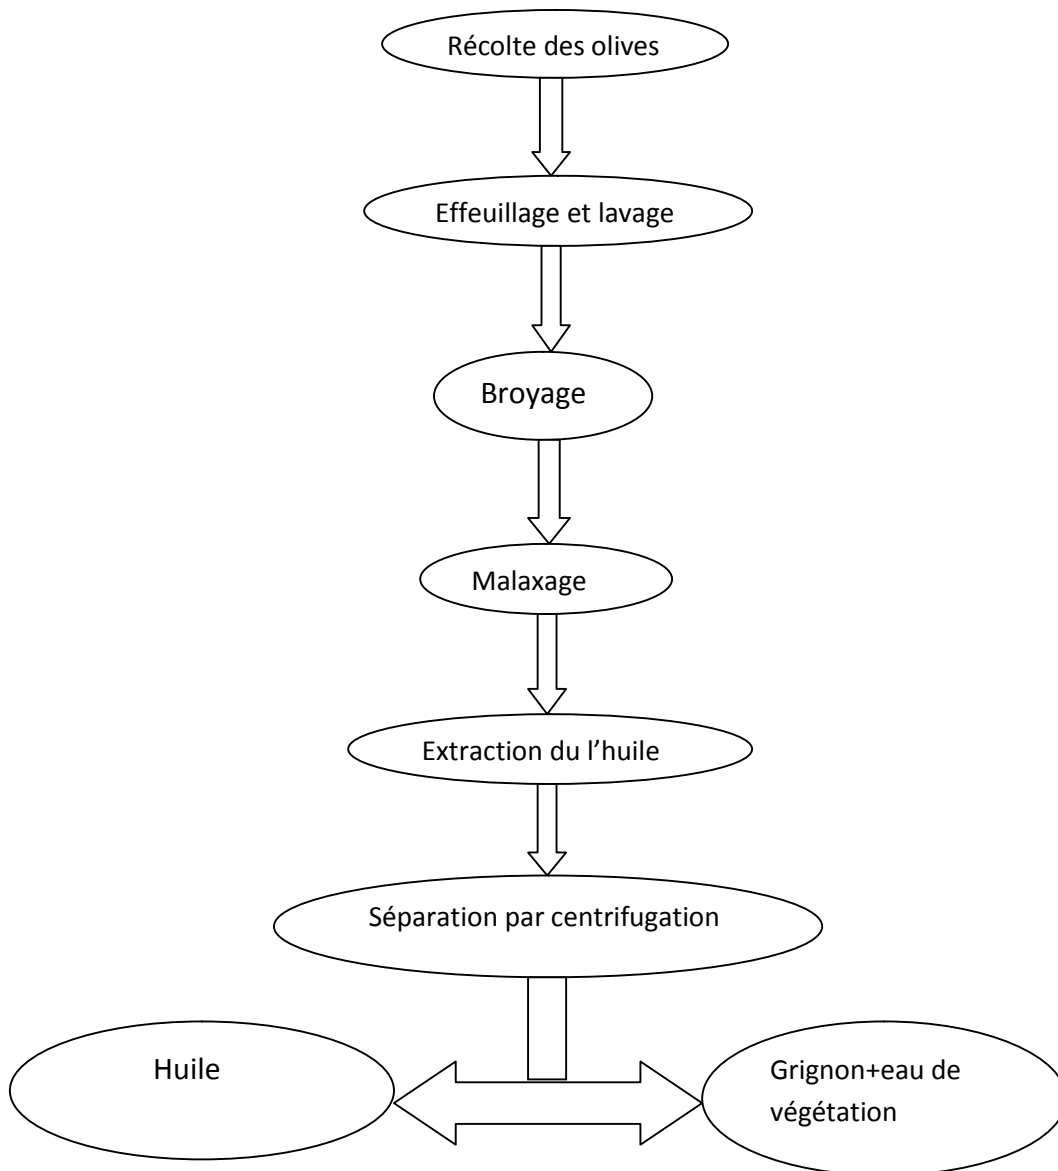 Récolte des olives
Effeuillage et lavage
Broyage
Malaxage
Extraction du l’huile
Séparation par centrifugation
Huile
Grignon+eau de
végétation